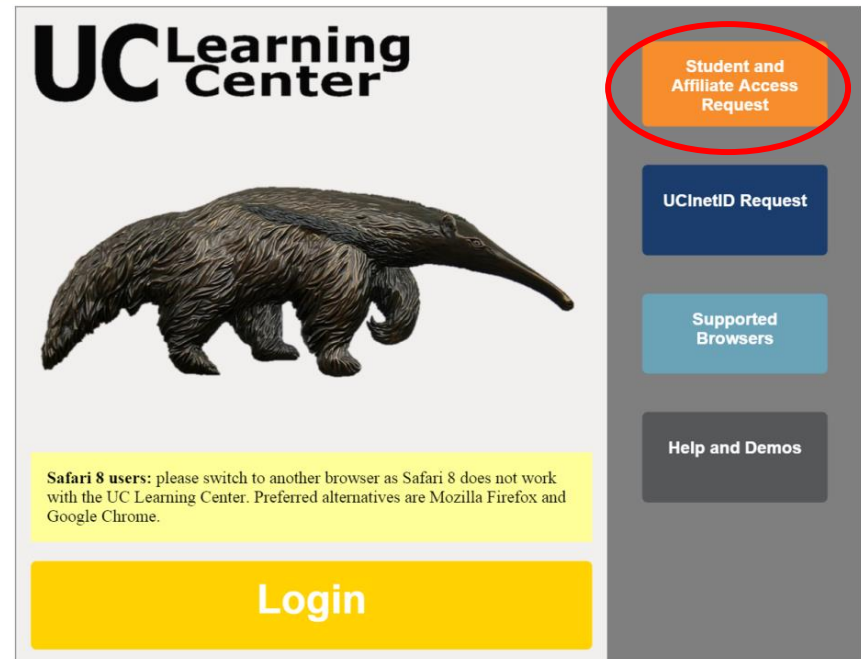 UC Learning
Center
Student and
Affiliate Access
Request
UCInetID Request
Supported
Browsers
Help and Demos
Safari 8 users: please switch to another browser as Safari 8 does not work
with the UC Learning Center. Preferred alternatives are Mozilla Firefox and
Google Chrome.
Login